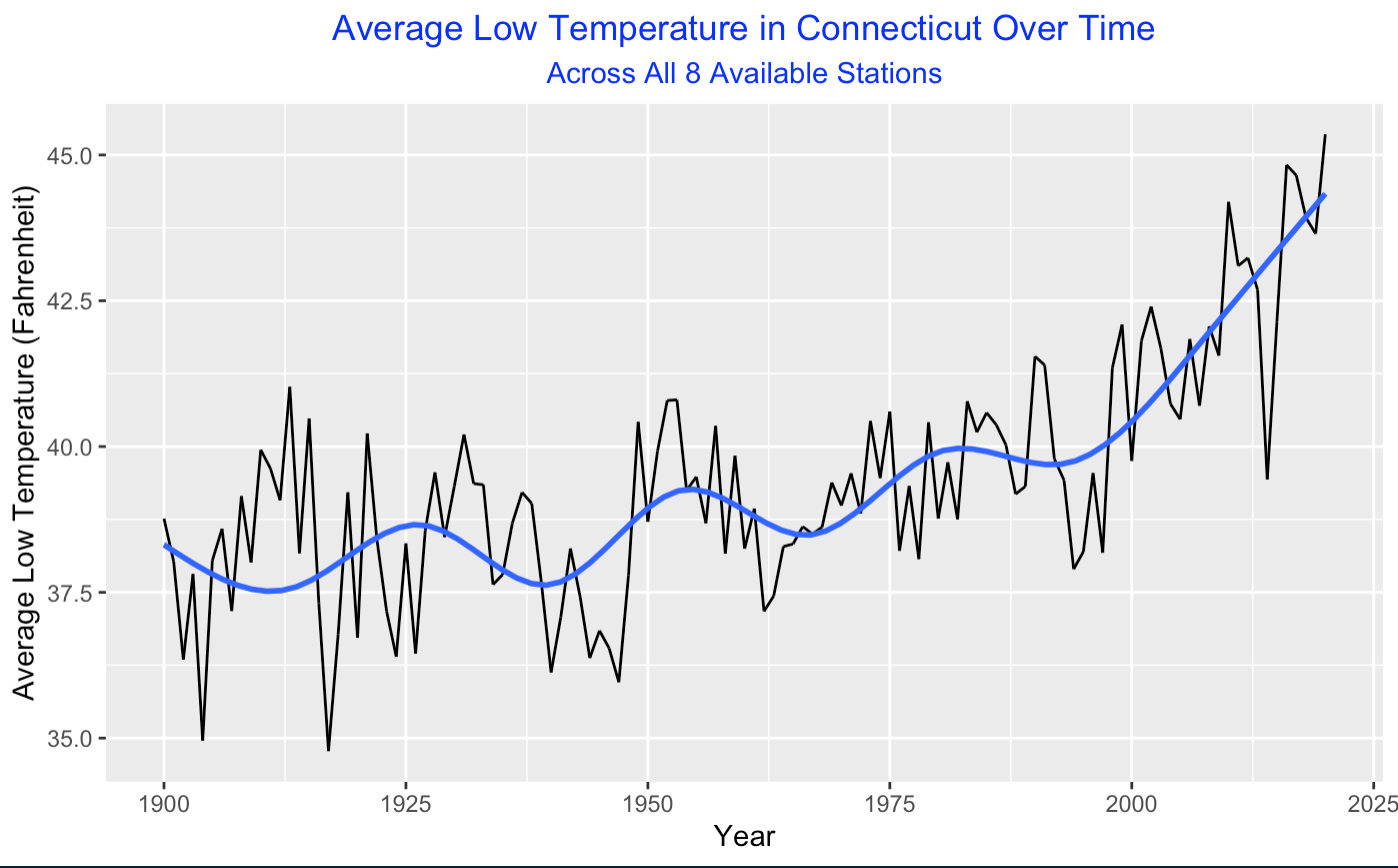 Average Low Temperature in Connecticut Over Time
Across All 8 Available Stations
Average Low Temperature (Fahrenheit)
45.0
42.5
40.0
37.5
35.0
1900 1925 1950 1975 2000 2025
Year